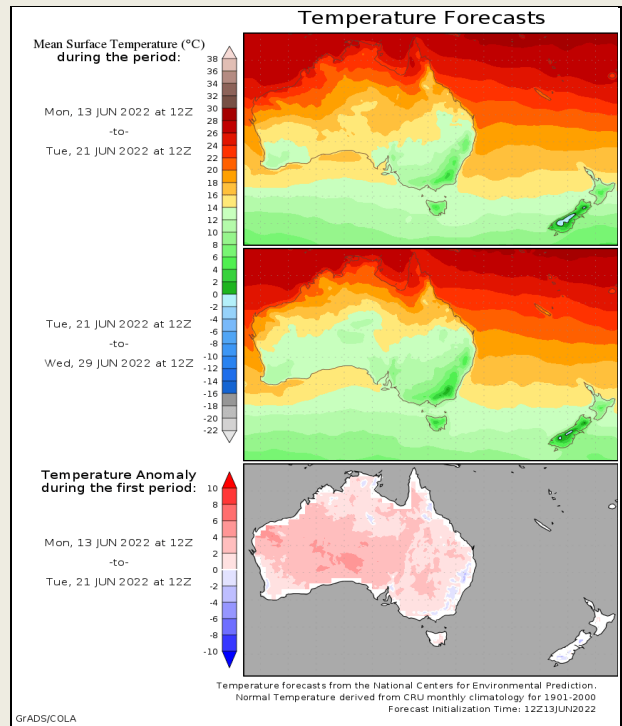 Temperature Forecasts
Mean Surface Temperature (°C)
during the period:
38
36
34
32
30
28
26
24
22
20
18
16
14
12
10
8
6
4
2
0
-2
-4
-6
-8
-10
-12
-14
-16
-18
-20
-22
Mon, 13 JUN 2022 at 12Z
-to-
Tue, 21 JUN 2022 at 12Z
Tue, 21 JUN 2022 at 12Z
-to-
Wed, 29 JUN 2022 at 12Z
Temperature Anomaly
during the first period:
10
8
6
4
2
0
-2
-4
-6
-8
-10
Mon, 13 JUN 2022 at 12Z
-to-
Tue, 21 JUN 2022 at 12Z
Temperature forecasts from the National Centers for Environmental Prediction.
Normal Temperature derived from CRU monthly climatology for 1901-2000
Forecast Initialization Time: 12Z13JUN2022
GrADS/COLA